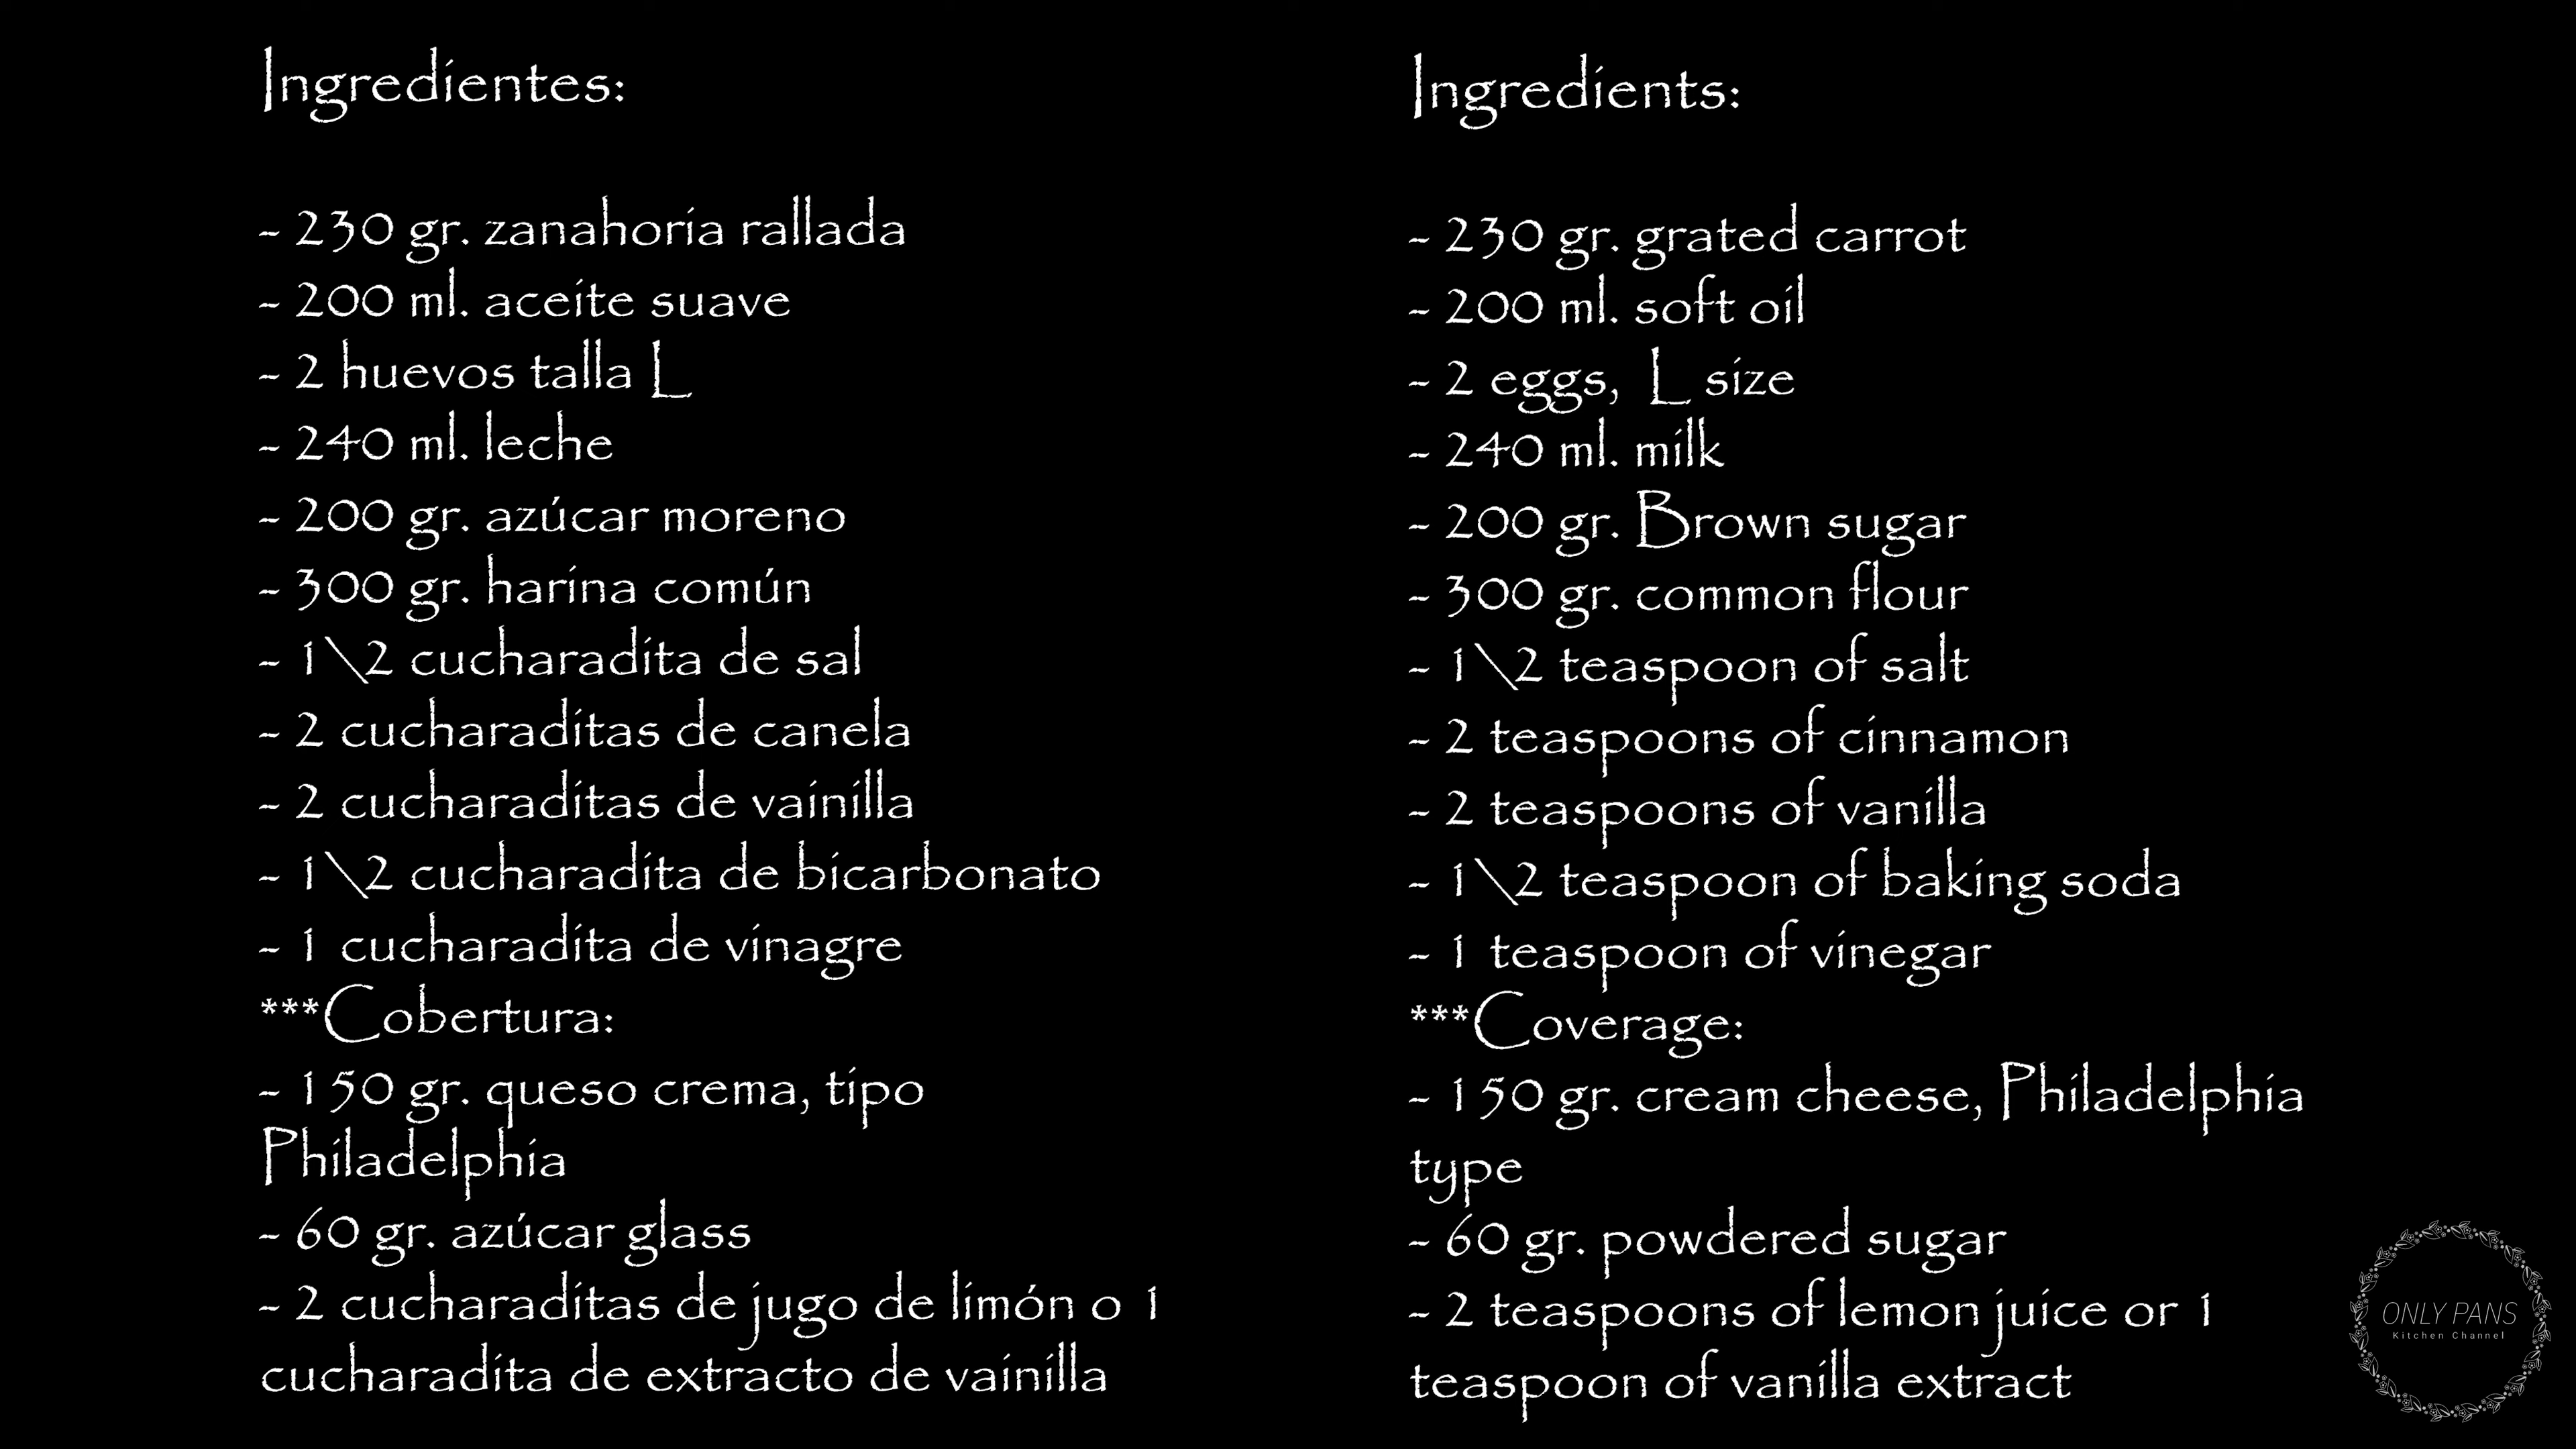 Ingredientes:
- 230 gr. zanahoria rallada
- 200 ml. aceite suave
- 2 huevos talla L
- 240 ml. leche
- 200 gr. azúcar moreno
- 300 gr. harina común
- 1\2 cucharadita de sal
- 2 cucharaditas de canela
- 2 cucharaditas de vainilla
- 1\2 cucharadita de bicarbonato
- 1 cucharadita de vinagre
***Cobertura:
- 150 gr. queso crema, tipo
Philadelphia
- 60 gr. azúcar glass
- 2 cucharaditas de jugo de limón o 1
cucharadita de extracto de vainilla
Ingredients:
- 230 gr. grated carrot
- 200 ml. soft oil
- 2 eggs, L size
- 240 ml. milk
- 200 gr. Brown sugar
- 300 gr. common flour
- 1\2 teaspoon of salt
- 2 teaspoons of cinnamon
- 2 teaspoons of vanilla
- 1\2 teaspoon of baking soda
- 1 teaspoon of vinegar
***Coverage:
- 150 gr. cream cheese, Philadelphia
type
- 60 gr. powdered sugar
- 2 teaspoons of lemon juice or 1
teaspoon of vanilla extract
ONLY PANS
Kitchen Channel